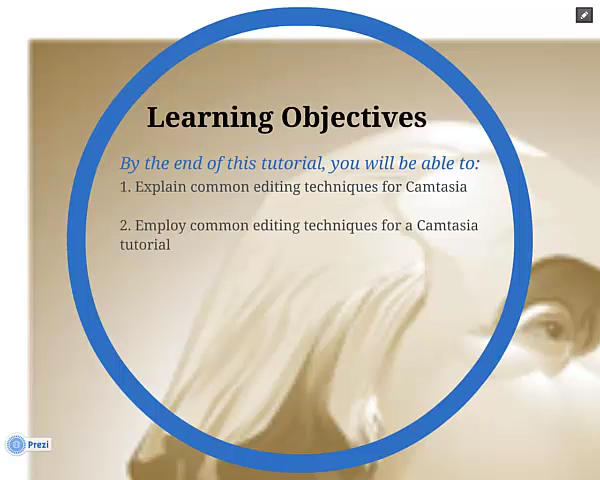 Learning Objectives
By the end of this tutorial, you will be able to:
1. Explain common editing techniques for Camtasia
2. Employ common editing techniques for a Camtasia
tutorial
Prezi